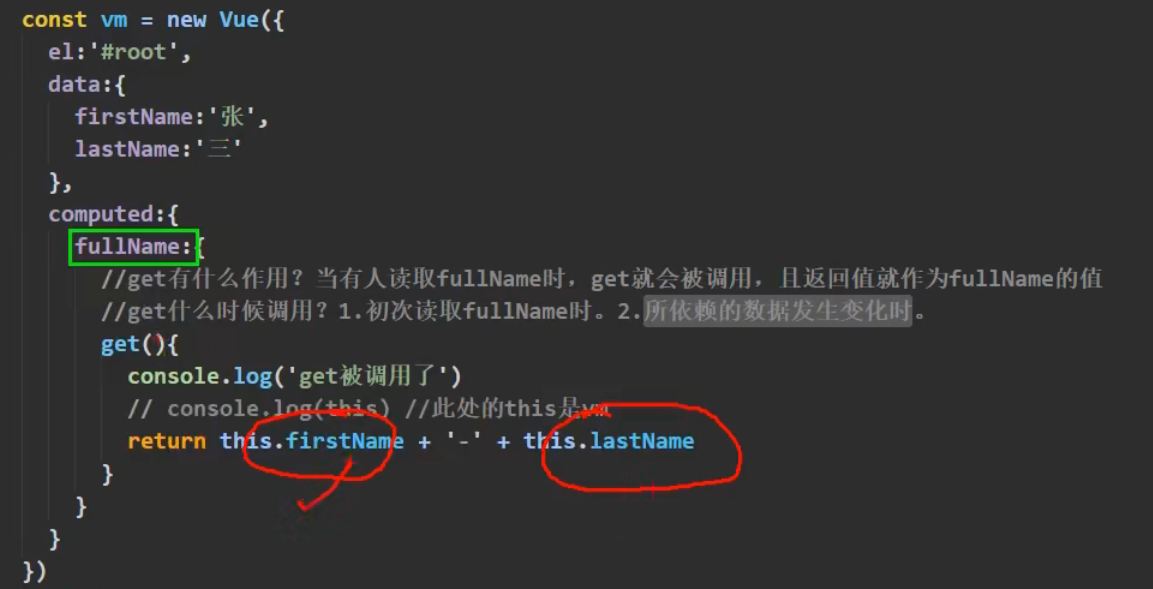 const vm = new Vue({
el:'#root',
data:{
firstName:'张',
lastName:'三'
},
computed:{
fullName:{
//get有什么作用？当有人读取fullName时，get就会被调用，且返回值就作为fullName的值
//get什么时候调用？1.初次读取fullName时。2.所依赖的数据发生变化时。
get(){
console.log('get被调用了')
// console.log(this) //此处的this是vm
return this.firstName + '-' + this.lastName
}
}
}
})